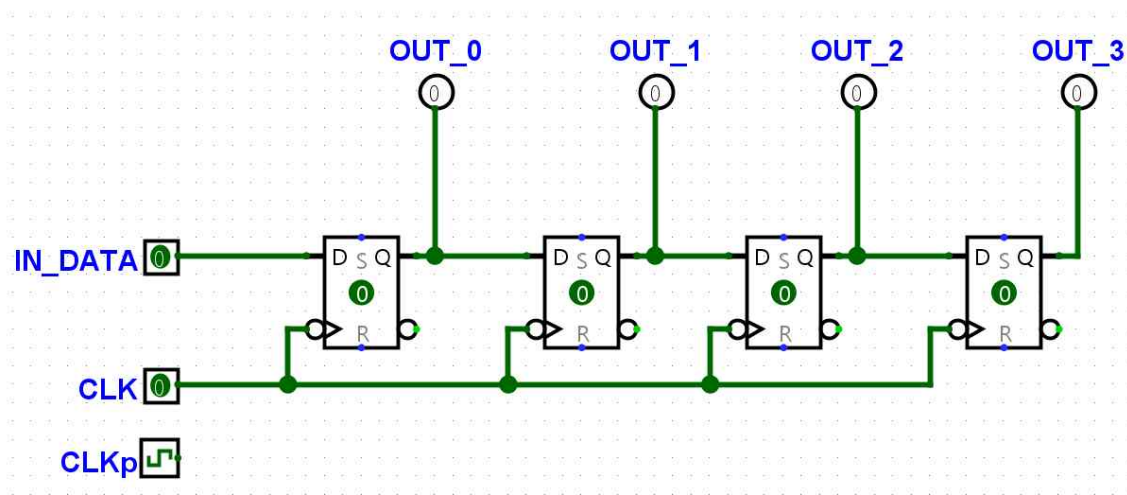 OUT_0 OUT_1 OUT_2 OUT_3
0 0 0 0
IN_DATA 0 D S Q D S Q D S Q D S Q
0 0 0 0
R R R R
CLK 0
CLKp